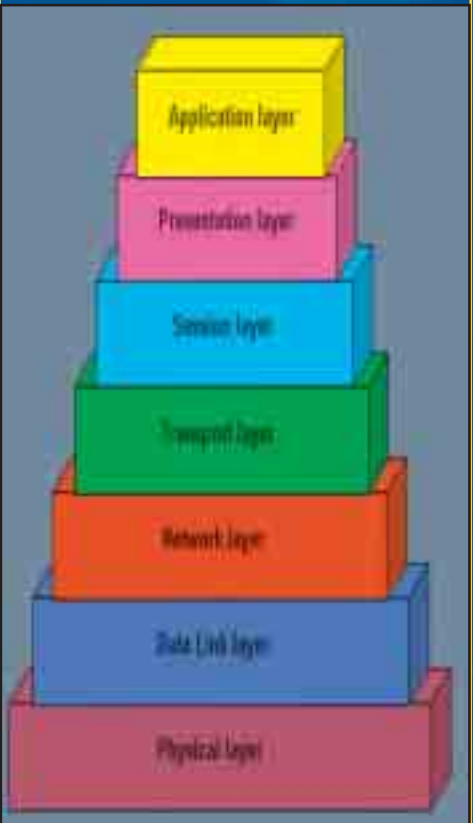 Application layer
Presentation layer
Session layer
Transport layer
Network layer
Data Link layer
Physical layer